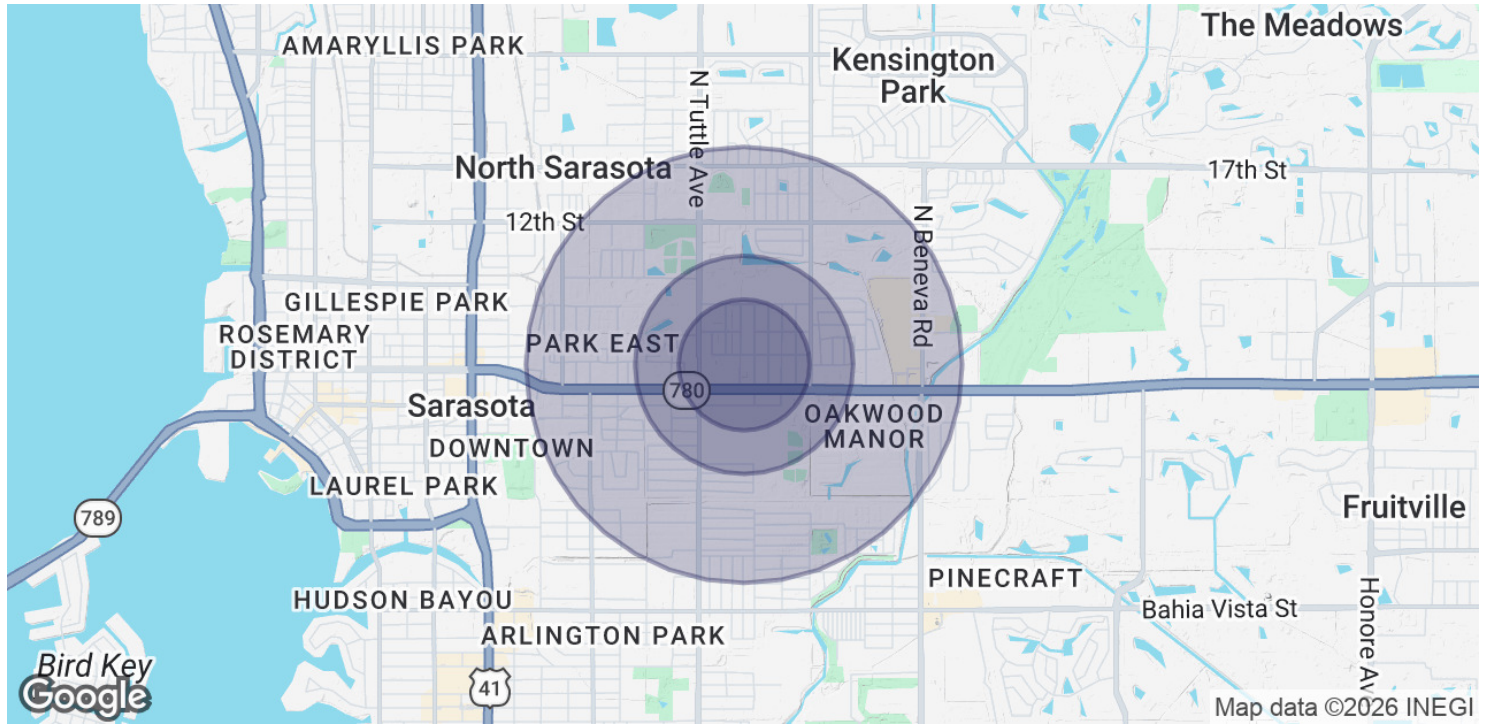 The Meadows
AMARYLLIS PARK
Kensington
Park
N Tuttle Ave
North Sarasota
17th St
12th St
N Beneva Rd
GILLESPIE PARK
ROSEMARY
DISTRICT
PARK EAST
780
Sarasota
OAKWOOD
MANOR
DOWNTOWN
LAUREL PARK
789
Fruitville
PINECRAFT
HUDSON BAYOU
Bahia Vista St
Honore Av
ARLINGTON PARK
Bird Key
41
Google
Map data ©2026 INEGI